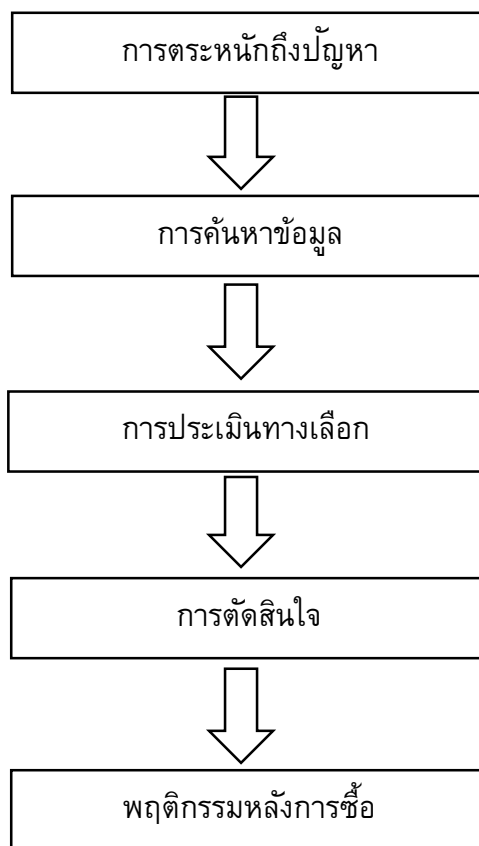 การตระหนักถึงปัญหา
การค้นหาข้อมูล
การประเมินทางเลือก
การตัดสินใจ
พฤติกรรมหลังการซื้อ